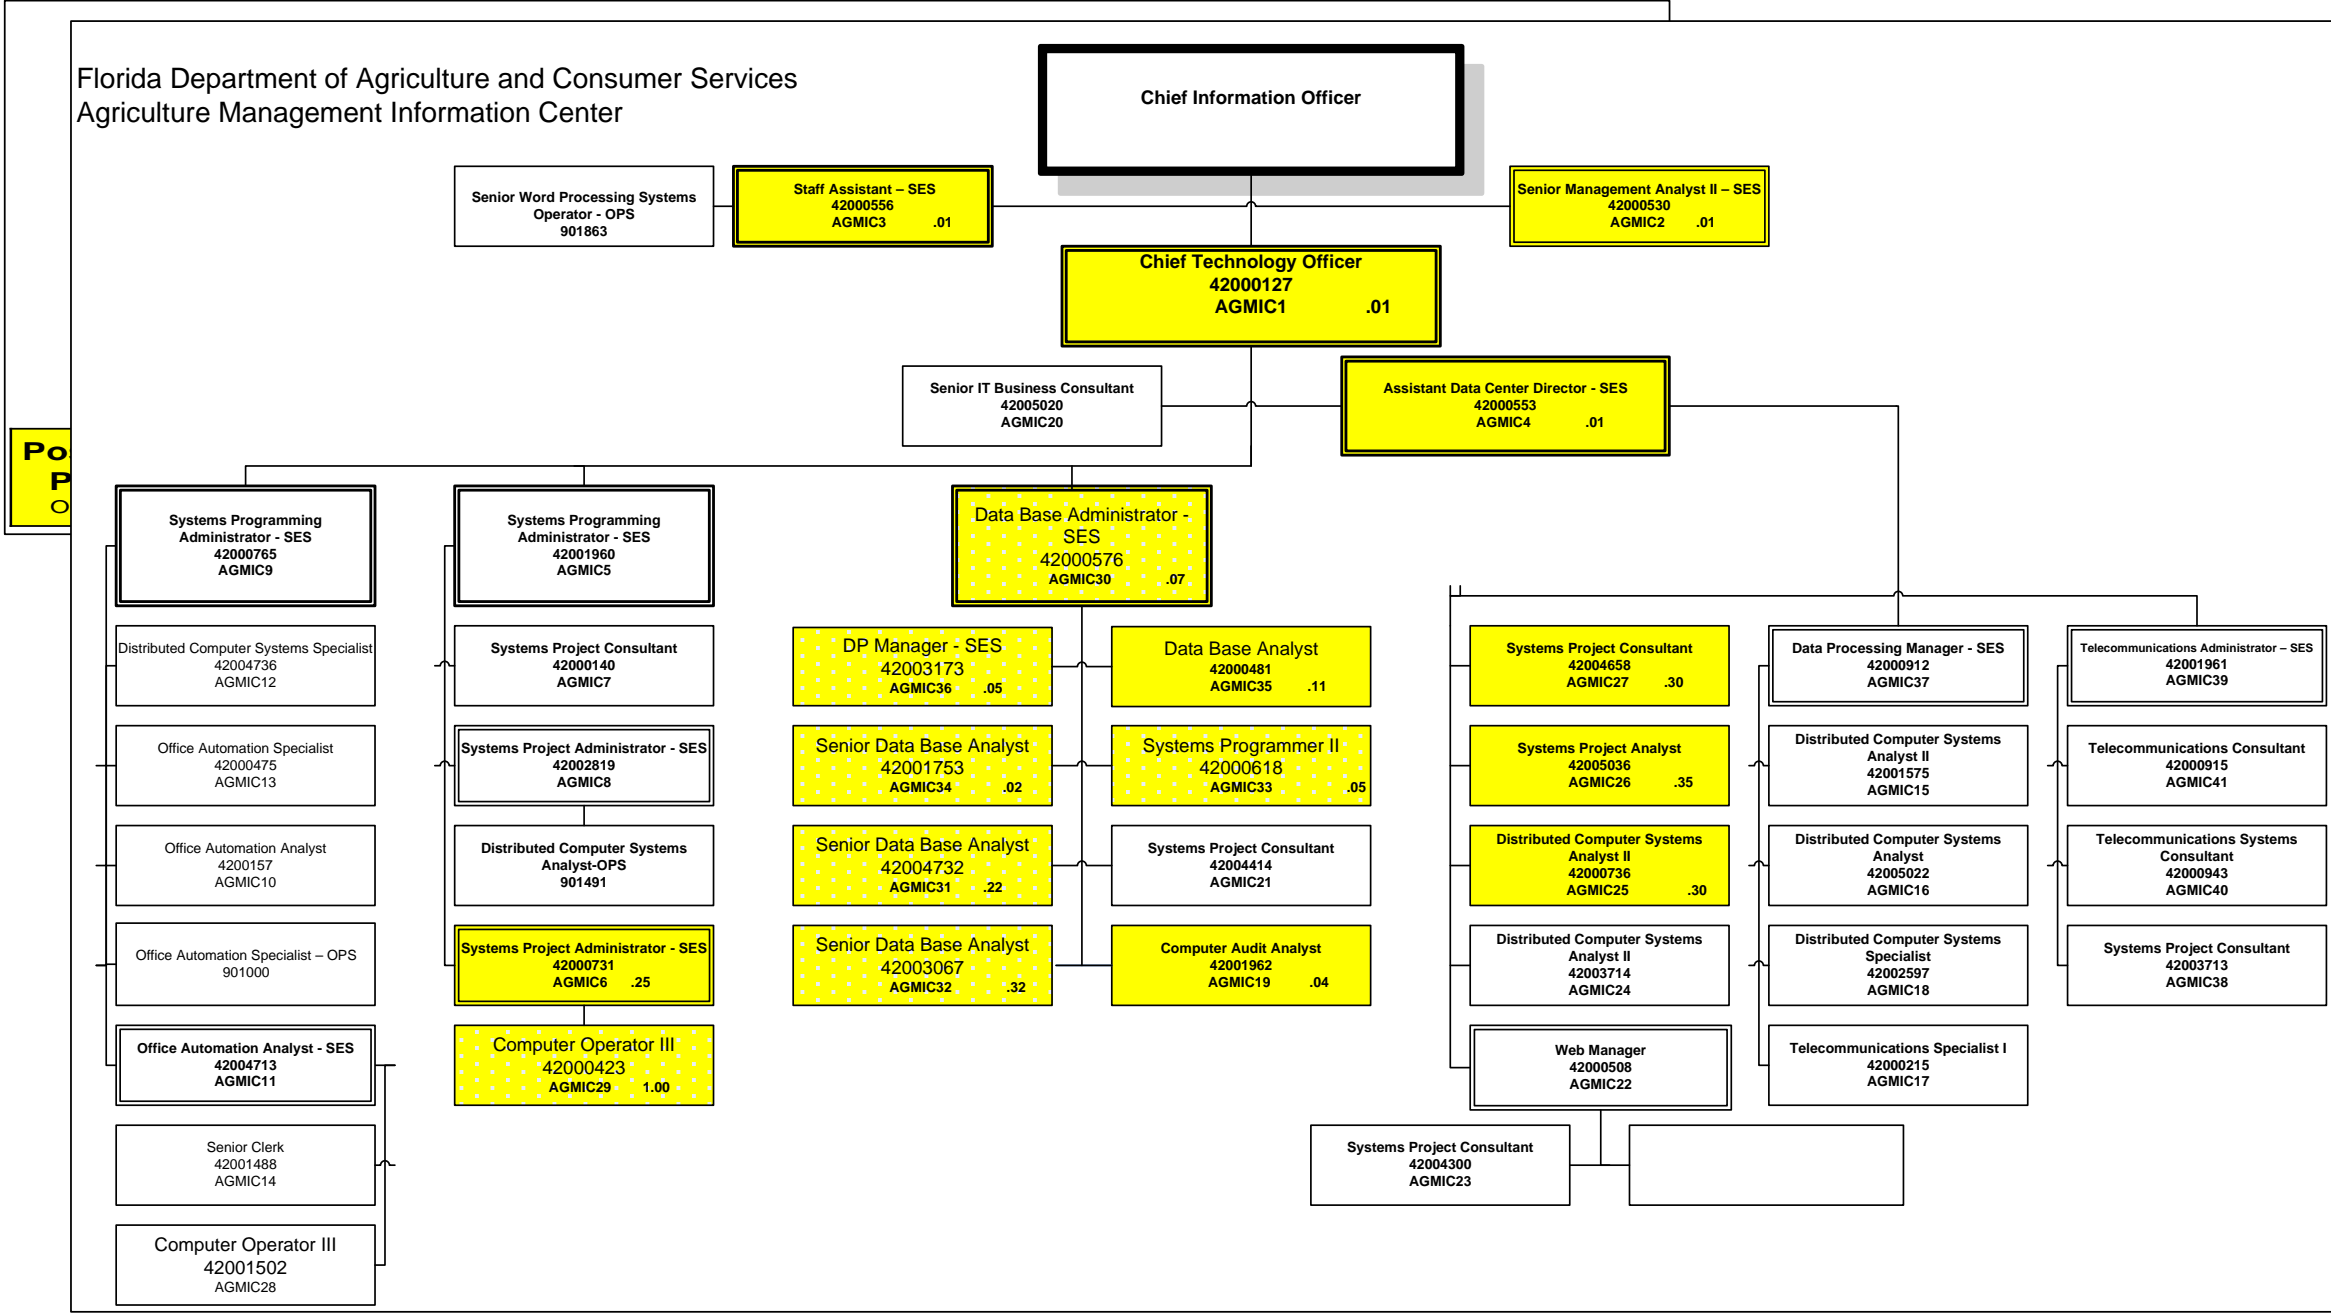 Florida Department of Agriculture and Consumer Services
Agriculture Management Information Center
Chief Information Officer
Senior Word Processing Systems
Operator - OPS
901863
Staff Assistant – SES
42000556
AGMIC3 .01
Senior Management Analyst II – SES
42000530
AGMIC2 .01
Chief Technology Officer
42000127
AGMIC1 .01
Senior IT Business Consultant
42005020
AGMIC20
Assistant Data Center Director - SES
42000553
AGMIC4 .01
Systems Programming
Administrator - SES
42000765
AGMIC9
Distributed Computer Systems Specialist
42004736
AGMIC12
Office Automation Specialist
42000475
AGMIC13
Office Automation Analyst
4200157
AGMIC10
Office Automation Specialist – OPS
901000
Office Automation Analyst - SES
42004713
AGMIC11
Senior Clerk
42001488
AGMIC14
Computer Operator III
42001502
AGMIC28
Systems Programming
Administrator - SES
42001960
AGMIC5
Systems Project Consultant
42000140
AGMIC7
Systems Project Administrator - SES
42002819
AGMIC8
Distributed Computer Systems
Analyst-OPS
901491
Systems Project Administrator - SES
42000731
AGMIC6 .25
Computer Operator III
42000423
AGMIC29 1.00
Data Base Administrator -
SES
42000576
AGMIC30 .07
DP Manager - SES
42003173
AGMIC36 .05
Data Base Analyst
42000481
AGMIC35 .11
Senior Data Base Analyst
42001753
AGMIC34 .02
Systems Programmer II
42000618
AGMIC33 .05
Senior Data Base Analyst
42004732
AGMIC31 .22
Systems Project Consultant
42004414
AGMIC21
Senior Data Base Analyst
42003067
AGMIC32 .32
Computer Audit Analyst
42001962
AGMIC19 .04
Systems Project Consultant
42004658
AGMIC27 .30
Systems Project Analyst
42005036
AGMIC26 .35
Distributed Computer Systems
Analyst II
42000736
AGMIC25 .30
Distributed Computer Systems
Analyst II
42003714
AGMIC24
Web Manager
42000508
AGMIC22
Systems Project Consultant
42004300
AGMIC23
Data Processing Manager - SES
42000912
AGMIC37
Distributed Computer Systems
Analyst II
42001575
AGMIC15
Distributed Computer Systems
Analyst
42005022
AGMIC16
Distributed Computer Systems
Specialist
42002597
AGMIC18
Telecommunications Specialist I
42000215
AGMIC17
Telecommunications Administrator – SES
42001961
AGMIC39
Telecommunications Consultant
42000915
AGMIC41
Telecommunications Systems
Consultant
42000943
AGMIC40
Systems Project Consultant
42003713
AGMIC38